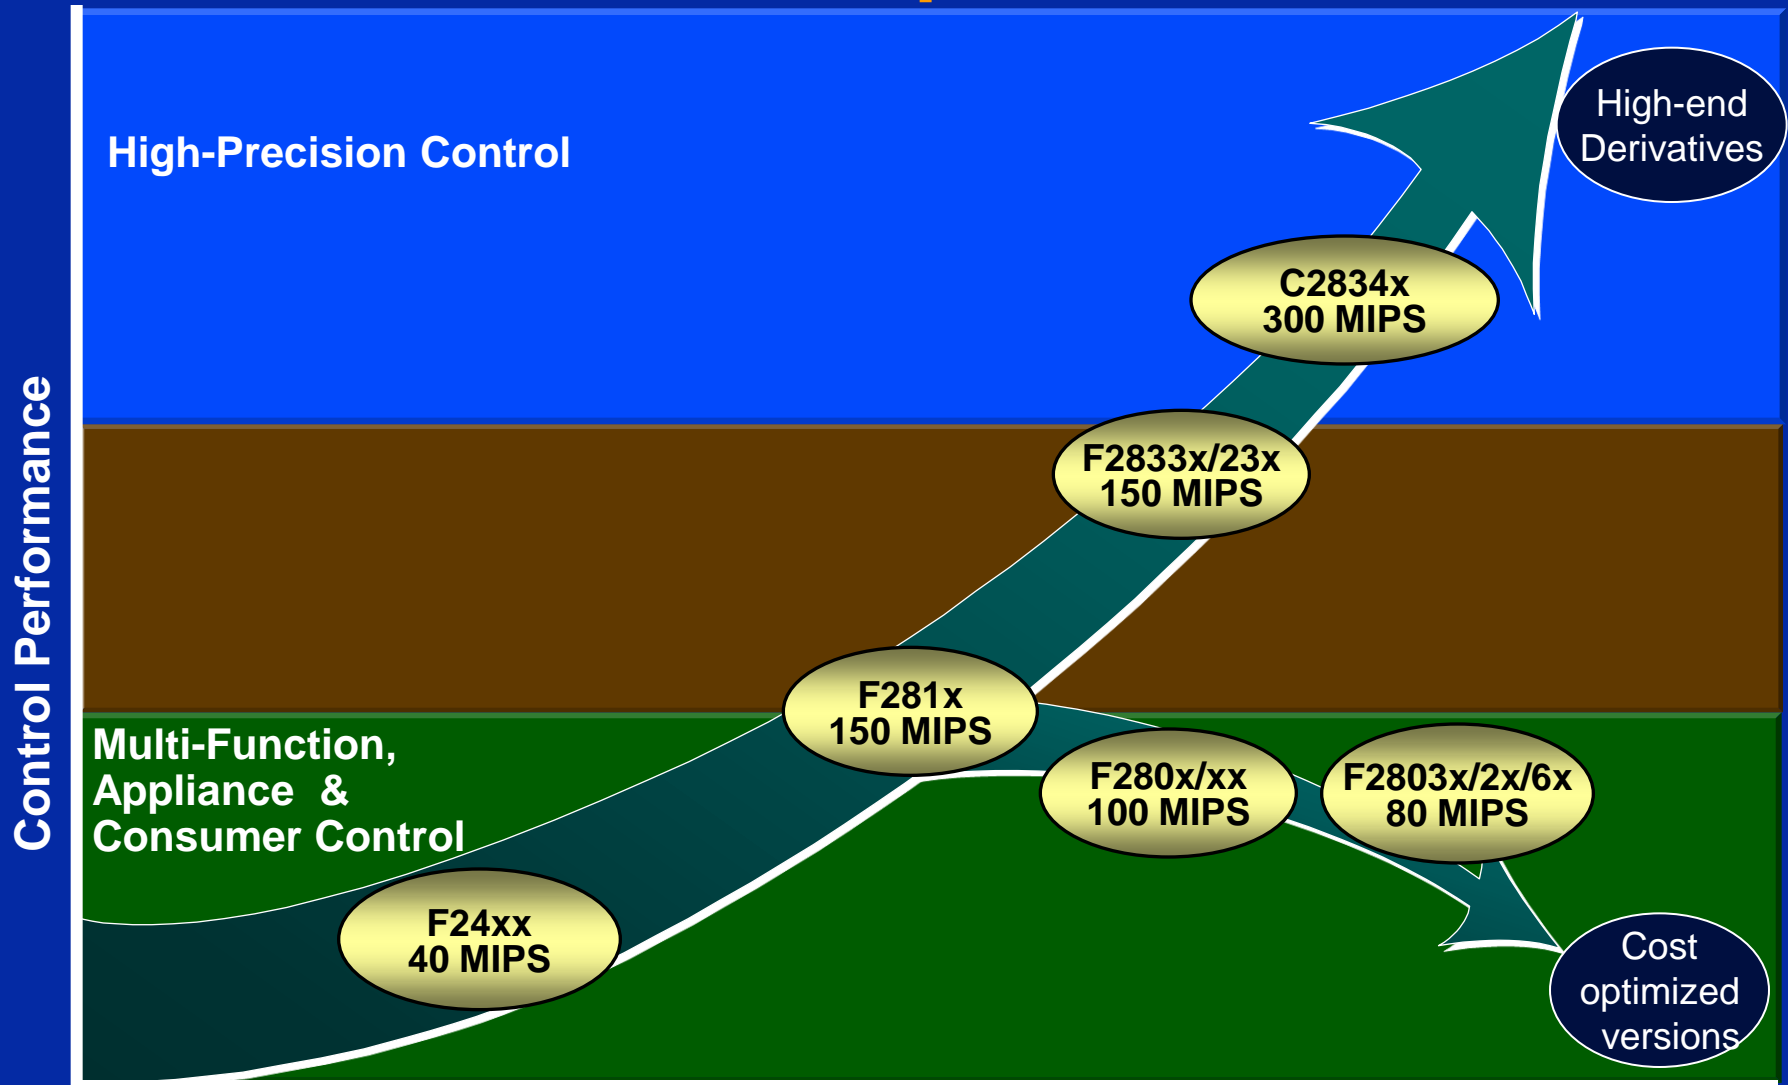 High-end
Derivatives
High-Precision Control
C2834x
300 MIPS
Control Performance
F2833x/23x
150 MIPS
F281x
150 MIPS
Multi-Function,
Appliance &
Consumer Control
F280x/xx
100 MIPS
F2803x/2x/6x
80 MIPS
F24xx
40 MIPS
Cost
optimized
versions